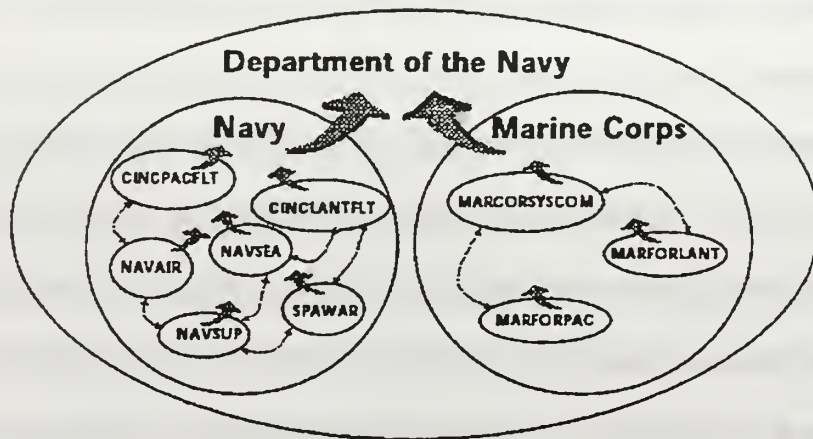 Department of the Navy
Navy
Marine Corps
CINCPACFLT
CINCLANTFLT
NAVSEA
NAVAIR
SPAWAR
NAVSUP
MARCORSYSCOM
MARFORLANT
MARFORPAC